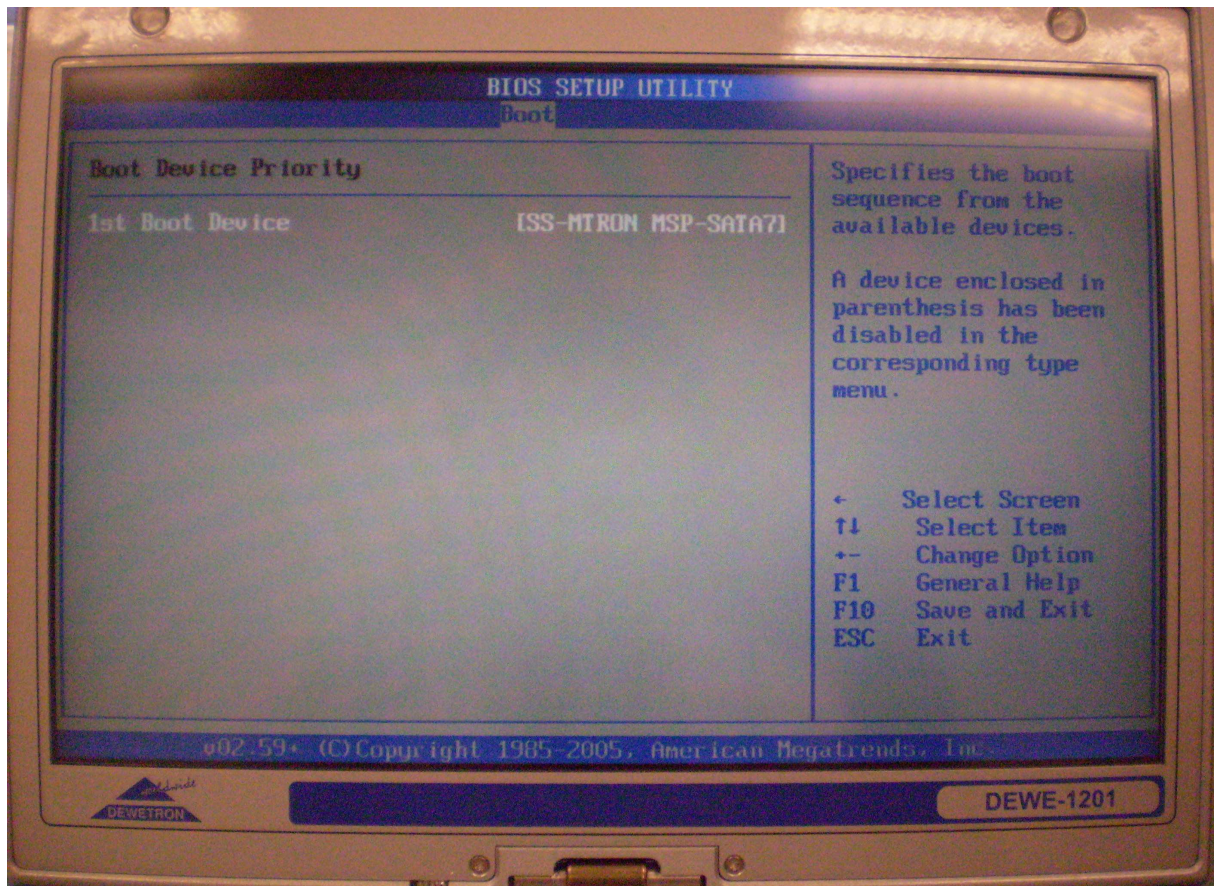 BIOS SETUP UTILITY
Boot
Boot Device Priority
1st Boot Device [SS-MTRON MSP-SATA7]
Specifies the boot
sequence from the
available devices.
A device enclosed in
parenthesis has been
disabled in the
corresponding type
menu.
← Select Screen
↑↓ Select Item
+- Change Option
F1 General Help
F10 Save and Exit
ESC Exit
v02.59+ (C)Copyright 1985-2005, American Megatrends, Inc.
worldwide
DEWETRON
DEWE-1201